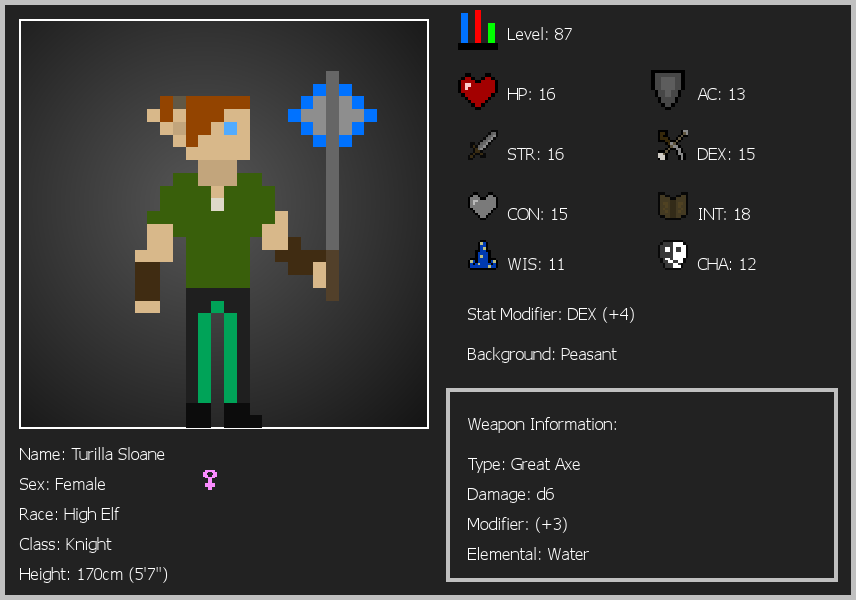 Level: 87
HP: 16
AC: 13
STR: 16
DEX: 15
CON: 15
INT: 18
WIS: 11
CHA: 12
Stat Modifier: DEX (+4)
Background: Peasant
Weapon Information:
Type: Great Axe
Damage: d6
Modifier: (+3)
Elemental: Water
Name: Turilla Sloane
Sex: Female
Race: High Elf
Class: Knight
Height: 170cm (5'7")